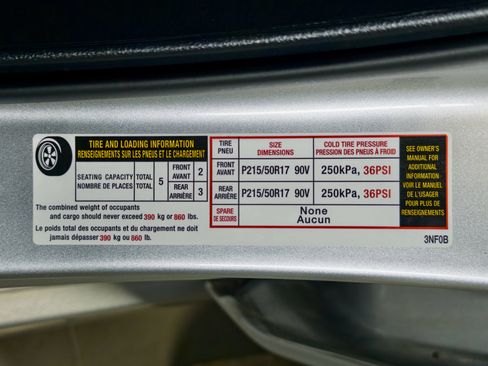 TIRE AND LOADING INFORMATION
RENSEIGNEMENTS SUR LES PNEUS ET LE CHARGEMENT
SEATING CAPACITY TOTAL
NOMBRE DE PLACES TOTAL
5
FRONT
AVANT
2
REAR
ARRIÈRE
3
The combined weight of occupants
and cargo should never exceed 390 kg or 860 lbs.
Le poids total des occupants et du chargement ne doit
jamais dépasser 390 kg ou 860 lb.
TIRE
PNEU
SIZE
DIMENSIONS
COLD TIRE PRESSURE
PRESSION DES PNEUS À FROID
FRONT
AVANT
P215/50R17 90V
250kPa, 36PSI
REAR
ARRIÈRE
P215/50R17 90V
250kPa, 36PSI
SPARE
DE SECOURS
None
Aucun
SEE OWNER'S
MANUAL FOR
ADDITIONAL
INFORMATION
VOIR LE MANUEL
DE L'USAGER
POUR PLUS DE
RENSEIGNEMENTS
3NF0B